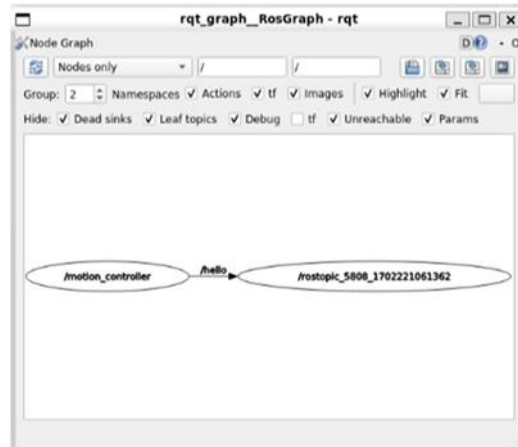 rqt_graph__RosGraph - rqt
Node Graph D - O
Nodes only / /
Group: 2 Namespaces Actions tf Images Highlight Fit
Hide: Dead sinks Leaf topics Debug tf Unreachable Params
/motion_controller /hello /rostopic_5808_1702221061362